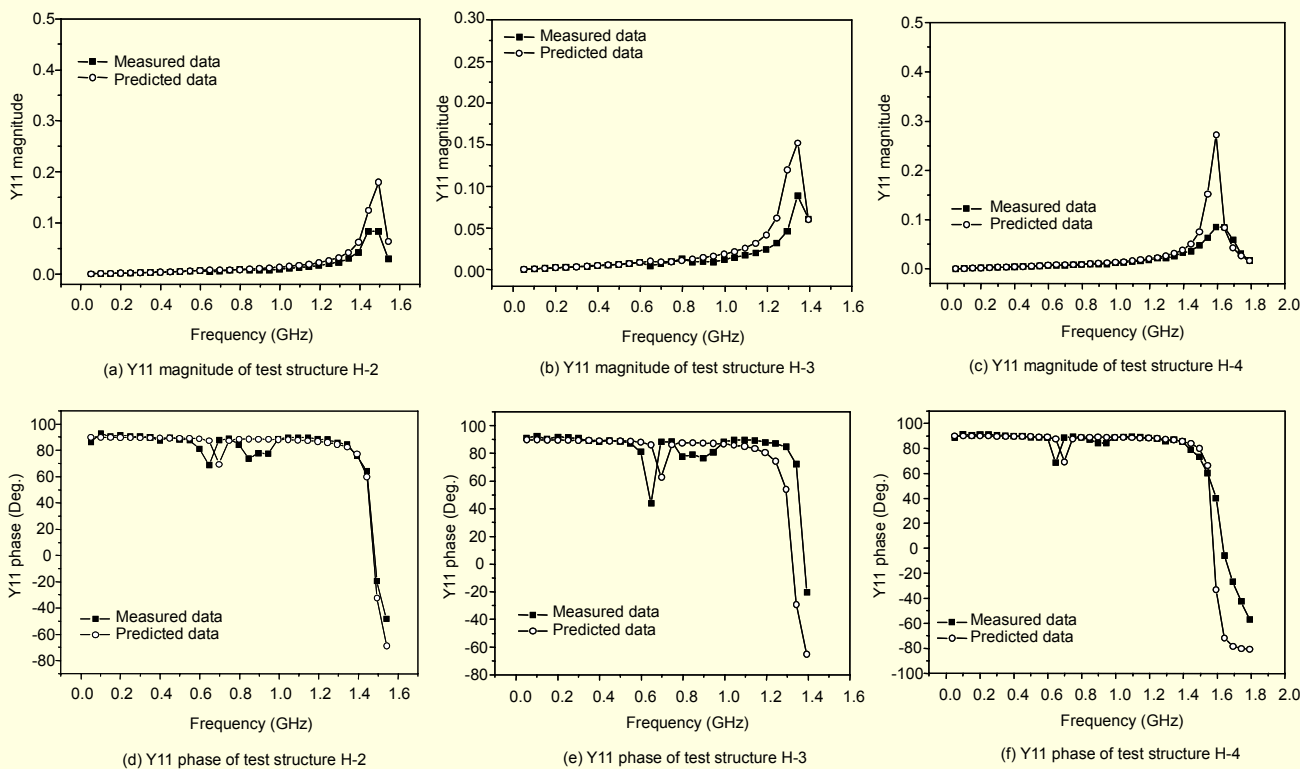 0.5
0.4
0.3
0.2
0.1
0.0
Y11 magnitude
Measured data
Predicted data
0.0 0.2 0.4 0.6 0.8 1.0 1.2 1.4 1.6
Frequency (GHz)
(a) Y11 magnitude of test structure H-2
0.30
0.25
0.20
0.15
0.10
0.05
0.00
Y11 magnitude
Measured data
Predicted data
0.0 0.2 0.4 0.6 0.8 1.0 1.2 1.4 1.6
Frequency (GHz)
(b) Y11 magnitude of test structure H-3
0.5
0.4
0.3
0.2
0.1
0.0
Y11 magnitude
Measured data
Predicted data
0.0 0.2 0.4 0.6 0.8 1.0 1.2 1.4 1.6 1.8 2.0
Frequency (GHz)
(c) Y11 magnitude of test structure H-4
100
80
60
40
20
0
-20
-40
-60
-80
Y11 phase (Deg.)
Measured data
Predicted data
0.0 0.2 0.4 0.6 0.8 1.0 1.2 1.4 1.6
Frequency (GHz)
(d) Y11 phase of test structure H-2
100
80
60
40
20
0
-20
-40
-60
-80
Y11 phase (Deg.)
Measured data
Predicted data
0.0 0.2 0.4 0.6 0.8 1.0 1.2 1.4 1.6
Frequency (GHz)
(e) Y11 phase of test structure H-3
100
80
60
40
20
0
-20
-40
-60
-80
-100
Y11 phase (Deg.)
Measured data
Predicted data
0.0 0.2 0.4 0.6 0.8 1.0 1.2 1.4 1.6 1.8 2.0
Frequency (GHz)
(f) Y11 phase of test structure H-4